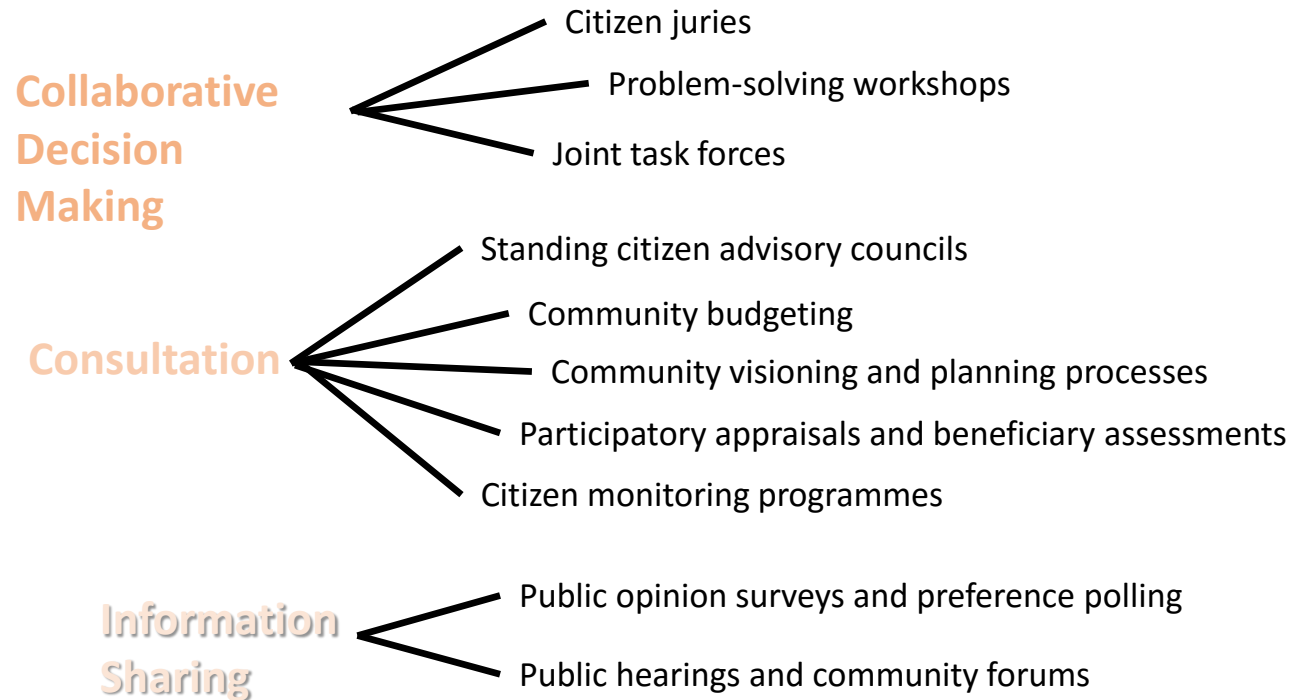 Collaborative
Decision
Making
Citizen juries
Problem-solving workshops
Joint task forces
Consultation
Standing citizen advisory councils
Community budgeting
Community visioning and planning processes
Participatory appraisals and beneficiary assessments
Citizen monitoring programmes
Information
Sharing
Public opinion surveys and preference polling
Public hearings and community forums